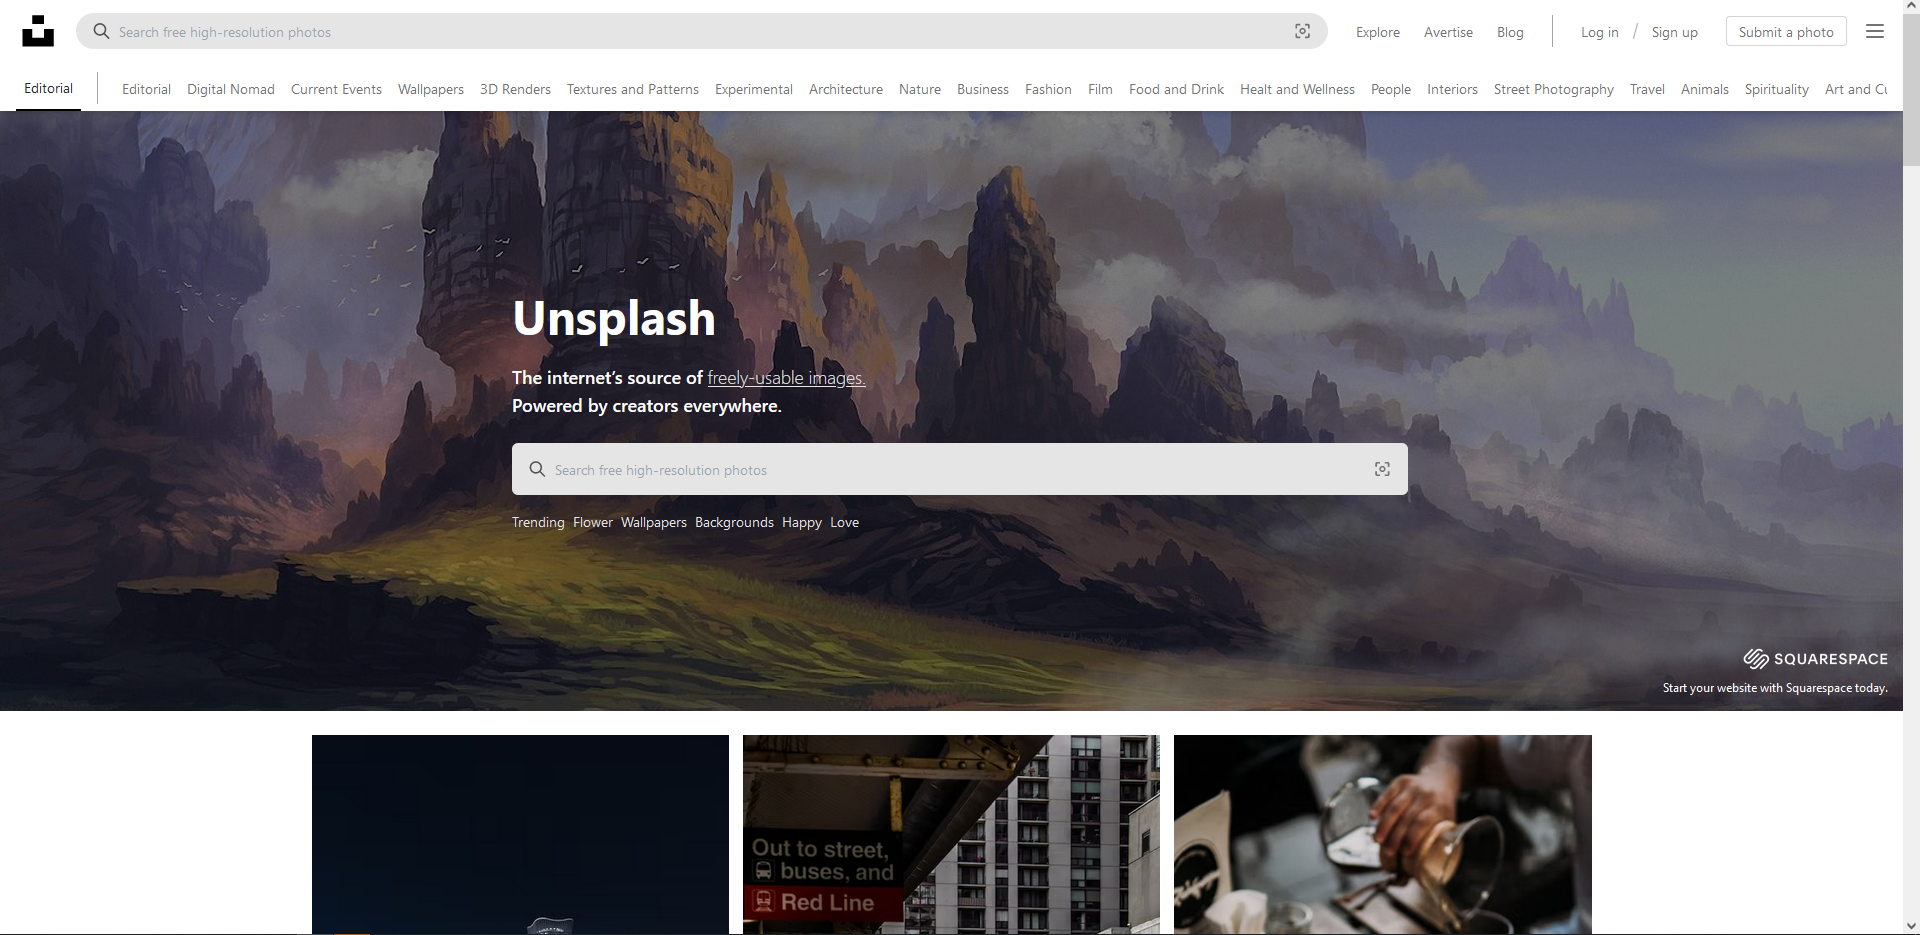 Search free high-resolution photos
Explore Avertise Blog Log in / Sign up Submit a photo
Editorial Editorial Digital Nomad Current Events Wallpapers 3D Renders Textures and Patterns Experimental Architecture Nature Business Fashion Film Food and Drink Healt and Wellness People Interiors Street Photography Travel Animals Spirituality Art and Cu
Unsplash
The internet's source of freely-usable images.
Powered by creators everywhere.
Search free high-resolution photos
Trending Flower Wallpapers Backgrounds Happy Love
SQUARESPACE
Start your website with Squarespace today.
Out to street,
buses, and
Red Line